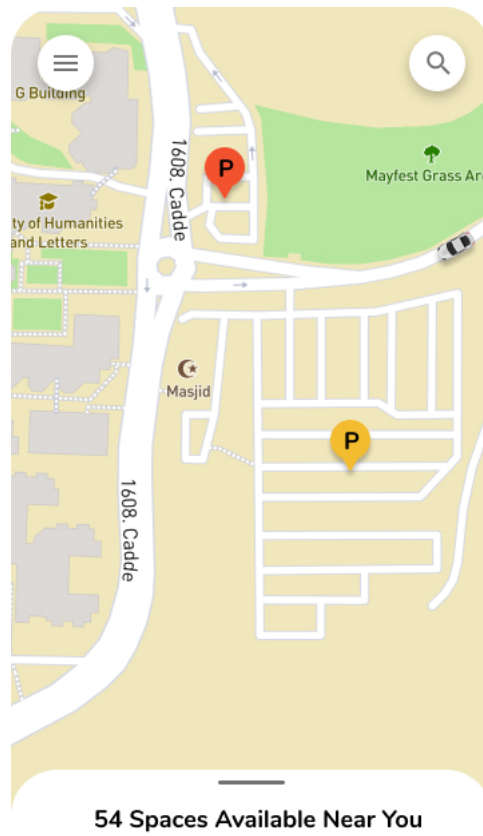 G Building
1608. Cadde
P
Mayfest Grass Are
ty of Humanities
and Letters
Masjid
P
1608. Cadde
54 Spaces Available Near You